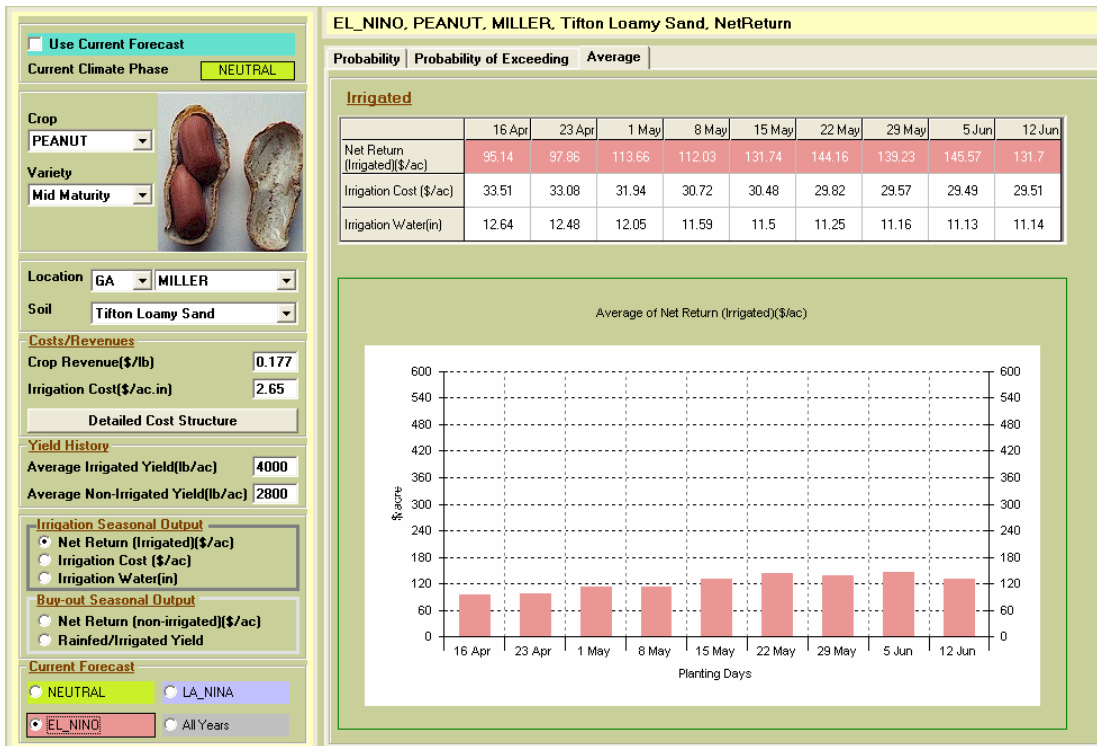 Use Current Forecast
Current Climate Phase NEUTRAL
Crop
PEANUT
Variety
Mid Maturity
Location GA MILLER
Soil Tifton Loamy Sand
Costs/Revenues
Crop Revenue($/lb) 0.177
Irrigation Cost($/ac.in) 2.65
Detailed Cost Structure
Yield History
Average Irrigated Yield(lb/ac) 4000
Average Non-Irrigated Yield(lb/ac) 2800
Irrigation Seasonal Output
Net Return (Irrigated)($/ac)
Irrigation Cost ($/ac)
Irrigation Water(in)
Buy-out Seasonal Output
Net Return (non-irrigated)($/ac)
Rainfed/Irrigated Yield
Current Forecast
NEUTRAL LA_NINA
EL_NINO All Years
EL_NINO, PEANUT, MILLER, Tifton Loamy Sand, NetReturn
Probability Probability of Exceeding Average
Irrigated
16 Apr 23 Apr 1 May 8 May 15 May 22 May 29 May 5 Jun 12 Jun
Net Return
(Irrigated)($/ac) 95.14 97.86 113.66 112.03 131.74 144.16 139.23 145.57 131.7
Irrigation Cost ($/ac) 33.51 33.08 31.94 30.72 30.48 29.82 29.57 29.49 29.51
Irrigation Water(in) 12.64 12.48 12.05 11.59 11.5 11.25 11.16 11.13 11.14
Average of Net Return (Irrigated)($/ac)
600 600
540 540
480 480
420 420
360 360
300 300
240 240
180 180
120 120
60 60
0 0
$/acre
16 Apr 23 Apr 1 May 8 May 15 May 22 May 29 May 5 Jun 12 Jun
Planting Days